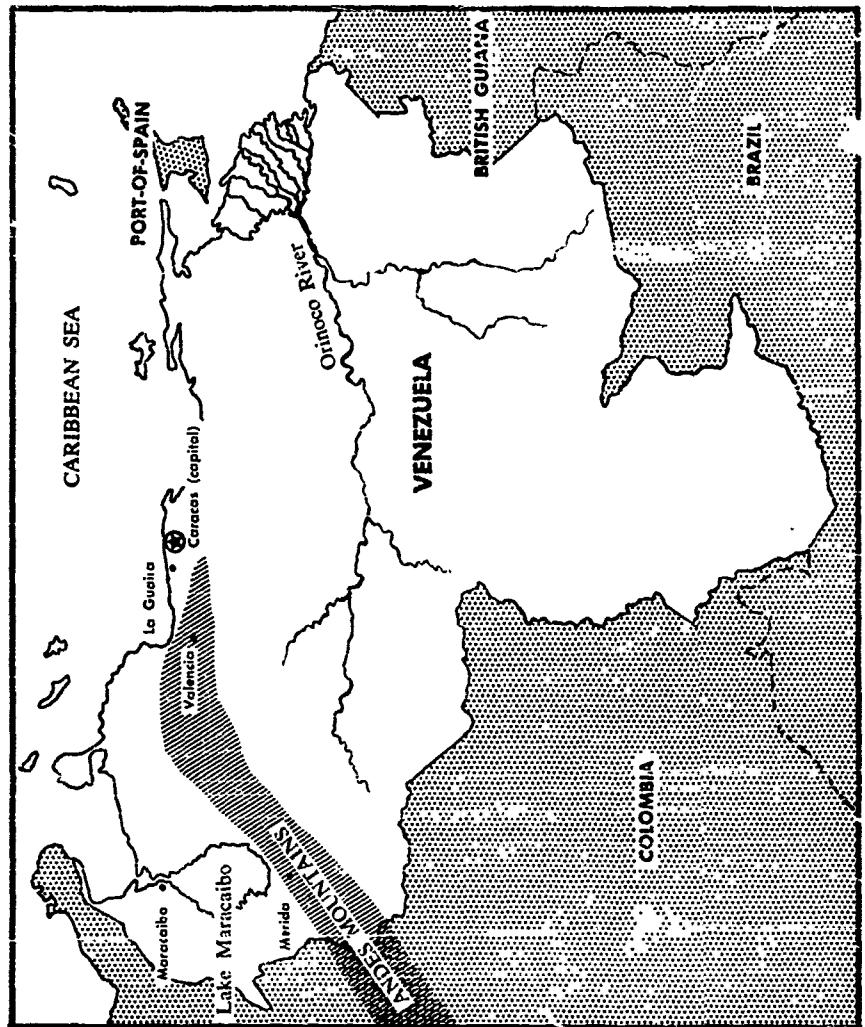 CARIBBEAN SEA
PORT-OF-SPAIN
La Guaira
Caracas (capital)
Valencia
Maracaibo
Lake Maracaibo
Merida
ANDES MOUNTAINS
Orinoco River
VENEZUELA
BRITISH GUIANA
COLOMBIA
BRAZIL